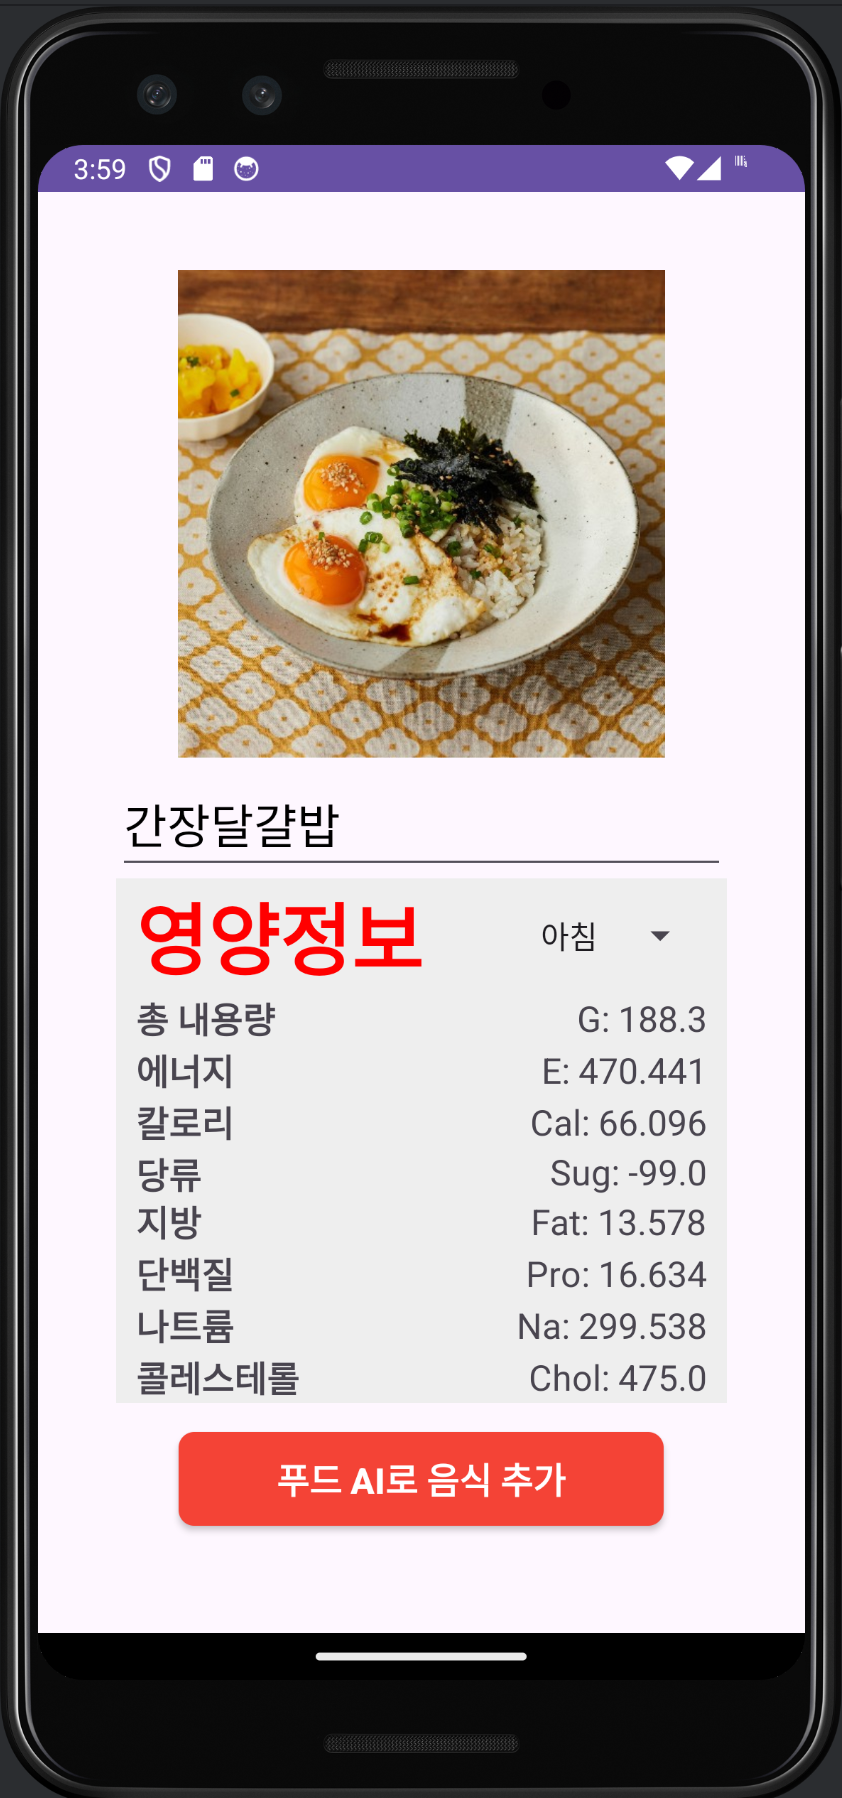 3:59
간장달걀밥
영양정보 아침
총 내용량 G: 188.3
에너지 E: 470.441
칼로리 Cal: 66.096
당류 Sug: -99.0
지방 Fat: 13.578
단백질 Pro: 16.634
나트륨 Na: 299.538
콜레스테롤 Chol: 475.0
푸드 AI로 음식 추가